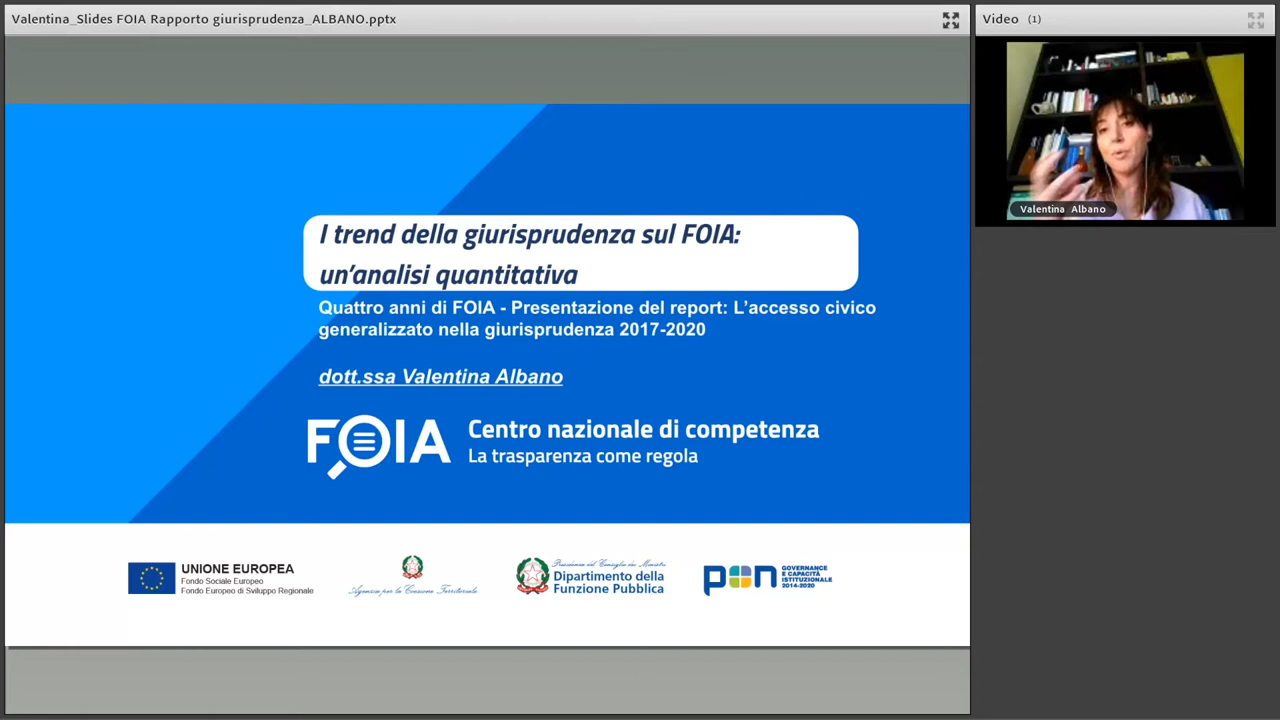 Valentina_Slides FOIA Rapporto giurisprudenza_ALBANO.pptx
Video (1)
Valentina Albano
I trend della giurisprudenza sul FOIA:
un'analisi quantitativa
Quattro anni di FOIA - Presentazione del report: L'accesso civico
generalizzato nella giurisprudenza 2017-2020
dott.ssa Valentina Albano
FOIA
Centro nazionale di competenza
La trasparenza come regola
UNIONE EUROPEA
Fondo Sociale Europeo
Fondo Europeo di Sviluppo Regionale
Agenzia per la Coesione Territoriale
Presidenza del Consiglio dei Ministri
Dipartimento della
Funzione Pubblica
pon
GOVERNANCE
E CAPACITÀ
ISTITUZIONALE
2014-2020